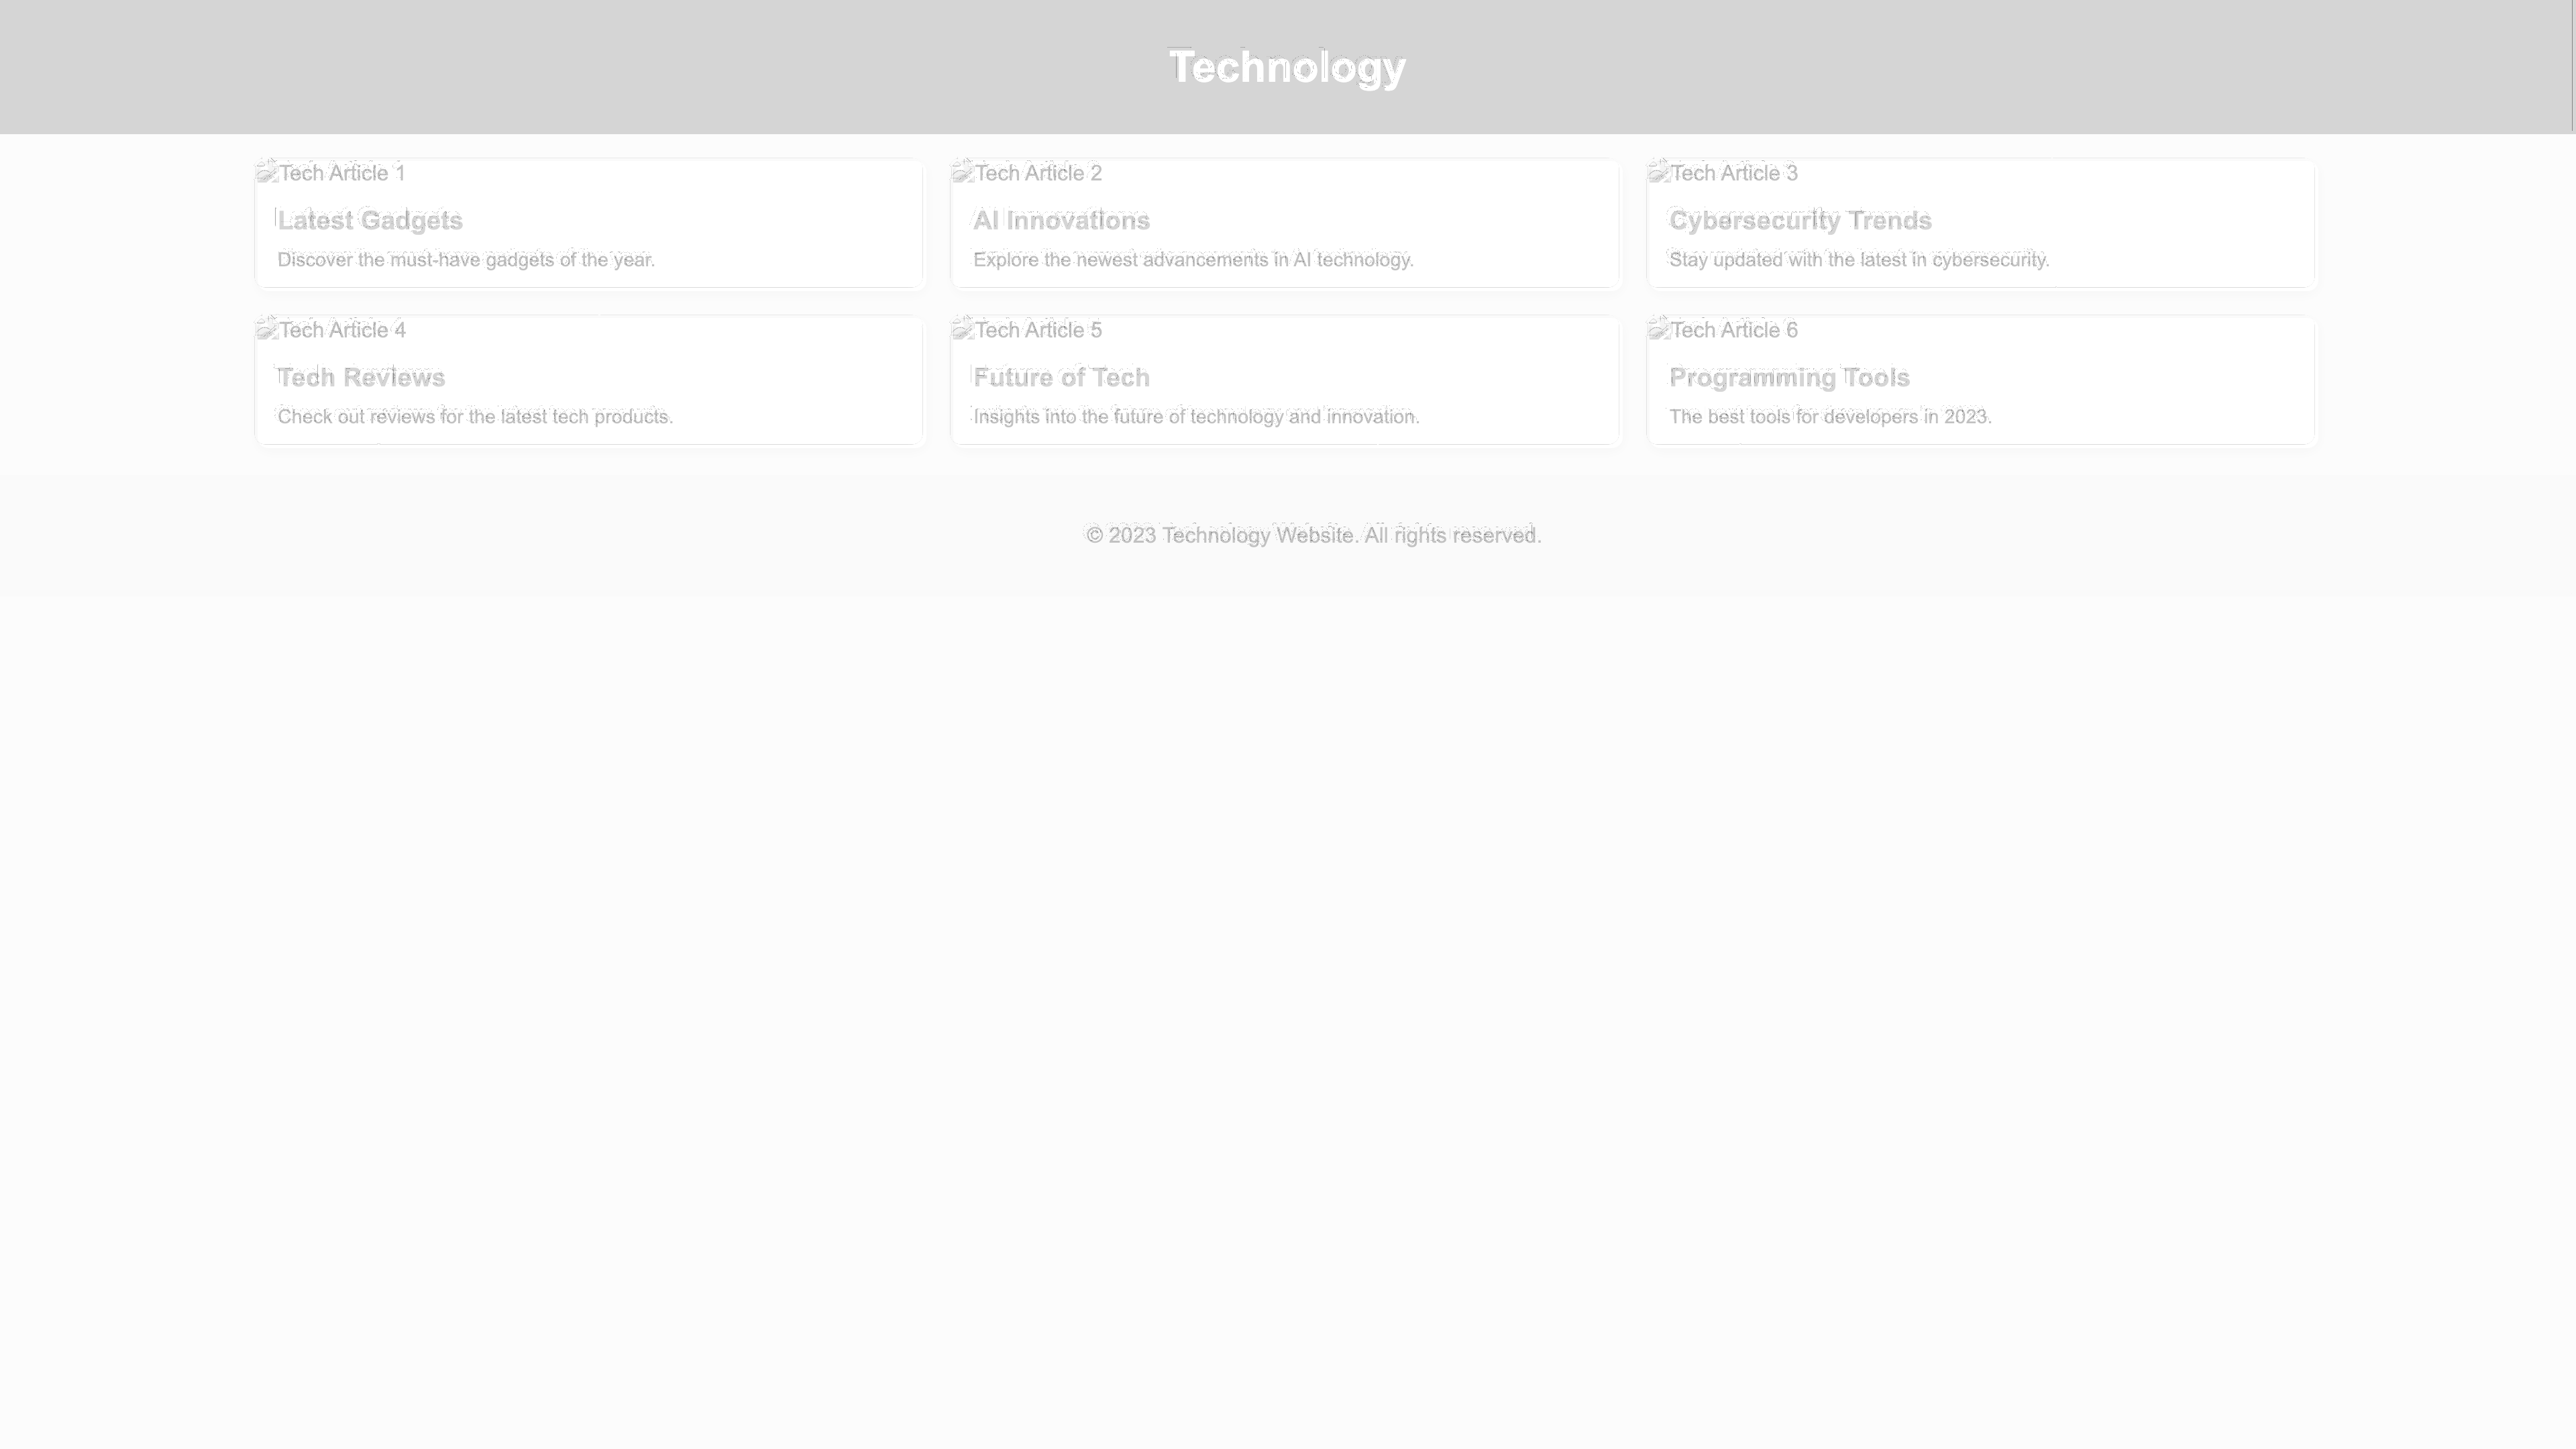 Technology
Tech Article 1
Latest Gadgets
Discover the must-have gadgets of the year.
Tech Article 2
AI Innovations
Explore the newest advancements in AI technology.
Tech Article 3
Cybersecurity Trends
Stay updated with the latest in cybersecurity.
Tech Article 4
Tech Reviews
Check out reviews for the latest tech products.
Tech Article 5
Future of Tech
Insights into the future of technology and innovation.
Tech Article 6
Programming Tools
The best tools for developers in 2023.
© 2023 Technology Website. All rights reserved.